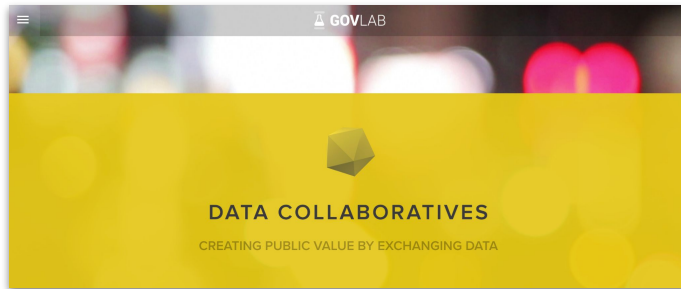 GOVLAB
DATA COLLABORATIVES
CREATING PUBLIC VALUE BY EXCHANGING DATA